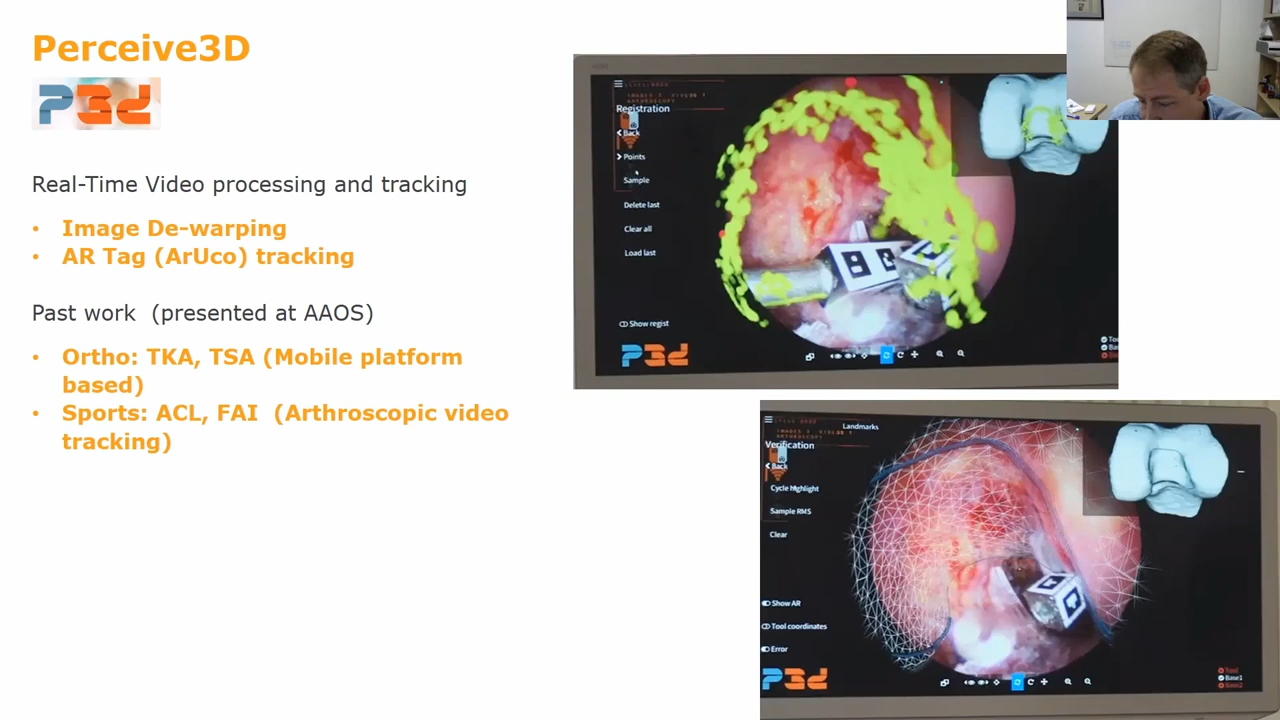 Perceive3D
P3d
Real-Time Video processing and tracking
• Image De-warping
• AR Tag (ArUco) tracking
Past work (presented at AAOS)
• Ortho: TKA, TSA (Mobile platform
based)
• Sports: ACL, FAI (Arthroscopic video
tracking)
Registration
Back
Points
Sample
Delete last
Clear all
Load last
Show regist
P3d
Landmarks
Verification
Back
Cycle highlight
Sample RMS
Clear
Show AR
Tool coordinates
Error
P3d
Tool
Base1
Base2